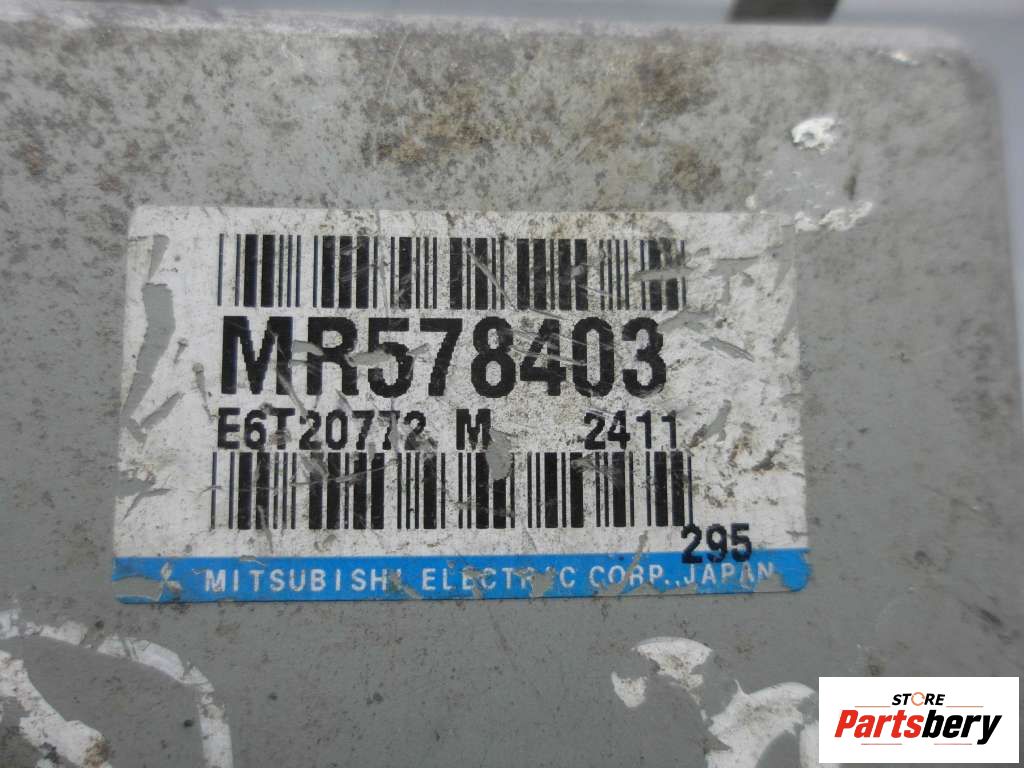 MR578403
E6T20772 M 2411
295
MITSUBISHI ELECTRIC CORP., JAPAN
STORE
Partsbery